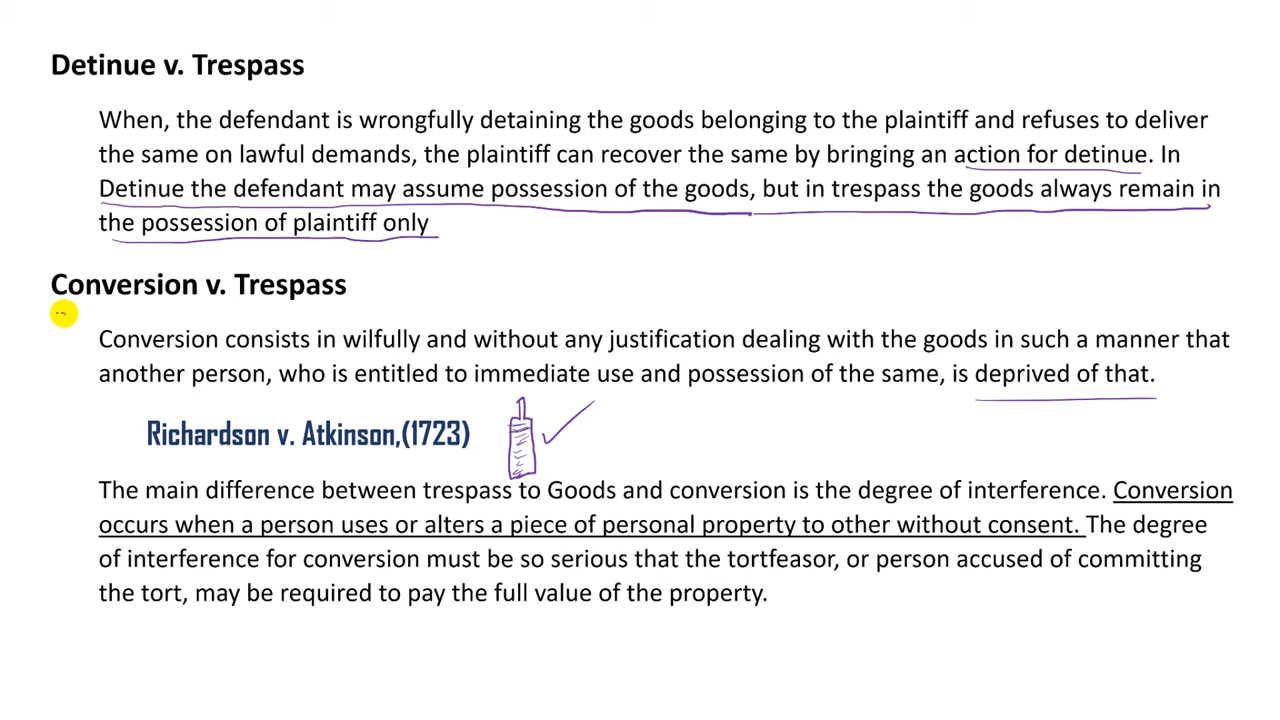 Detinue v. Trespass
When, the defendant is wrongfully detaining the goods belonging to the plaintiff and refuses to deliver
the same on lawful demands, the plaintiff can recover the same by bringing an action for detinue. In
Detinue the defendant may assume possession of the goods, but in trespass the goods always remain in
the possession of plaintiff only
Conversion v. Trespass
Conversion consists in wilfully and without any justification dealing with the goods in such a manner that
another person, who is entitled to immediate use and possession of the same, is deprived of that.
Richardson v. Atkinson,(1723)
The main difference between trespass to Goods and conversion is the degree of interference. Conversion
occurs when a person uses or alters a piece of personal property to other without consent. The degree
of interference for conversion must be so serious that the tortfeasor, or person accused of committing
the tort, may be required to pay the full value of the property.